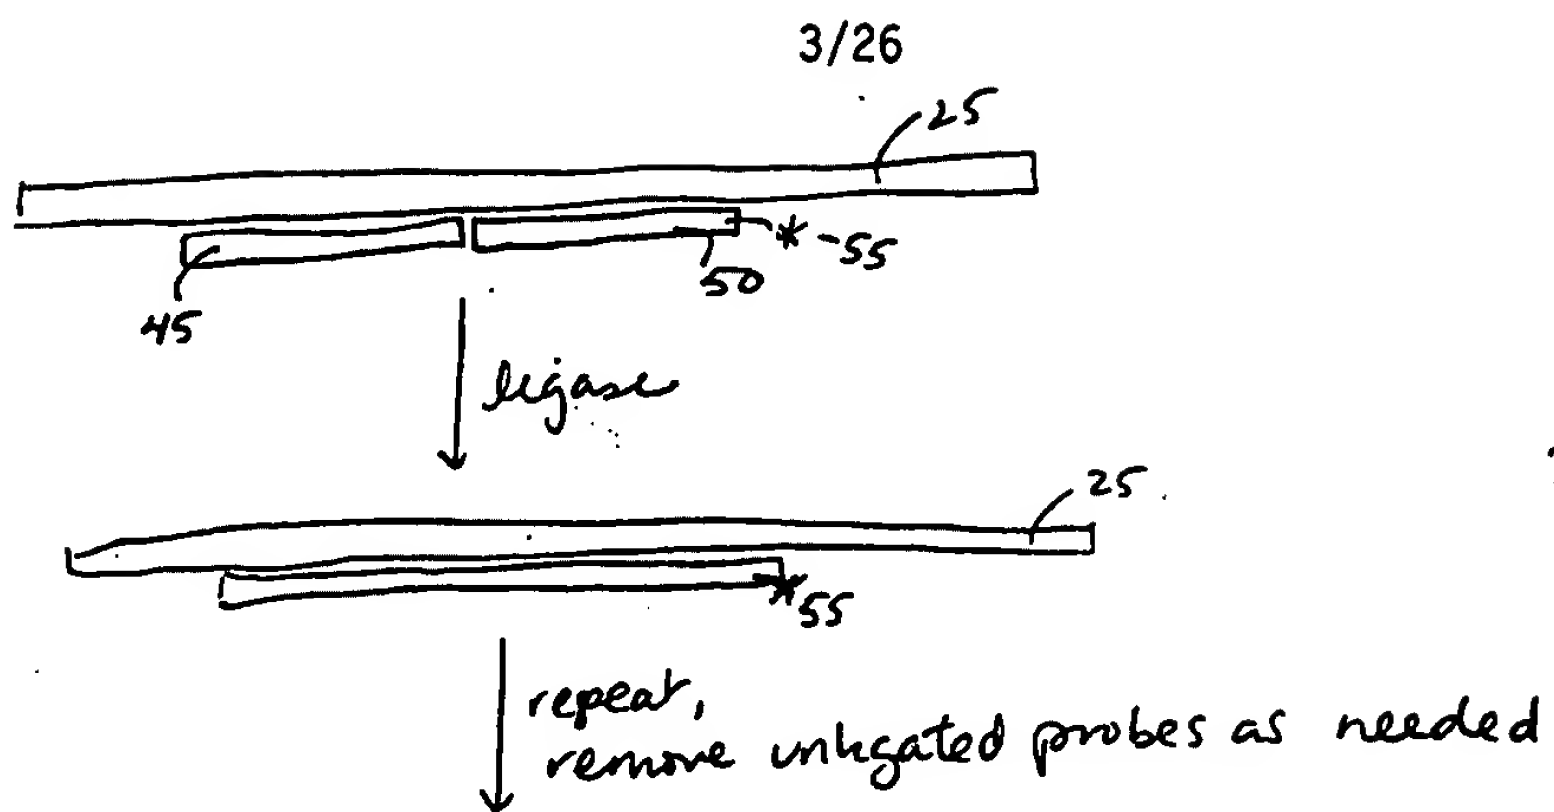 3/26
25
* -55
50
45
ligase
25
*55
repeat,
remove unligated probes as needed